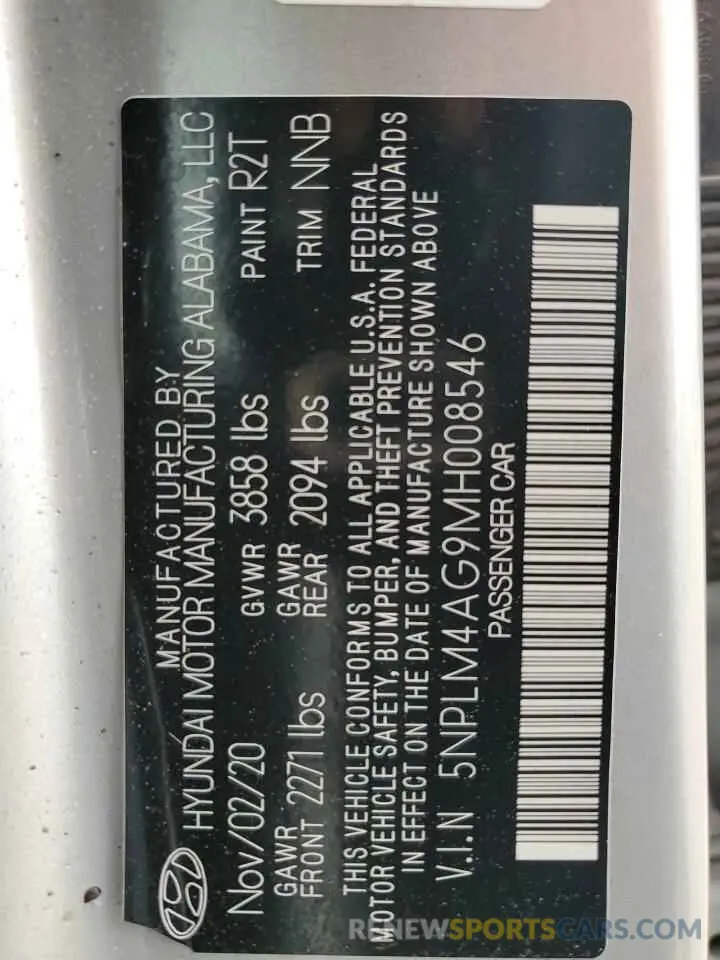 MANUFACTURED BY
HYUNDAI MOTOR MANUFACTURING ALABAMA, LLC
Nov/02/20 GVWR 3858 lbs PAINT R2T
GAWR FRONT 2271 lbs GAWR REAR 2094 lbs TRIM NNB
THIS VEHICLE CONFORMS TO ALL APPLICABLE U.S.A. FEDERAL
MOTOR VEHICLE SAFETY, BUMPER, AND THEFT PREVENTION STANDARDS
IN EFFECT ON THE DATE OF MANUFACTURE SHOWN ABOVE
V.I.N 5NPLM4AG9MH008546
PASSENGER CAR
RENEWSPORTSCARS.COM